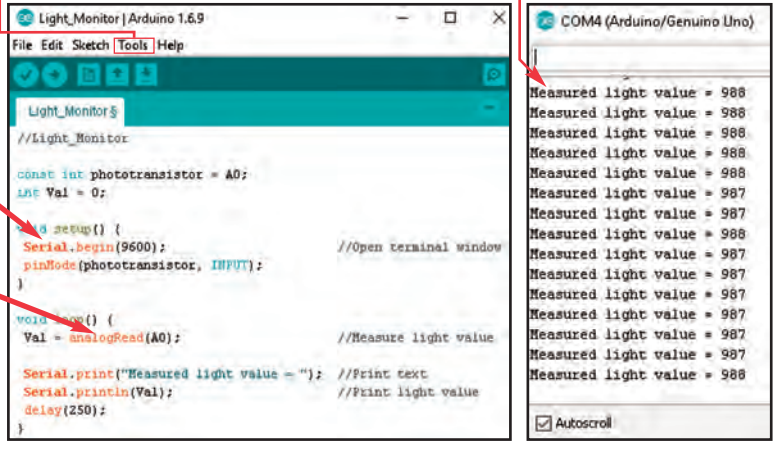 Light_Monitor | Arduino 1.6.9
File Edit Sketch Tools Help
Light_Monitor §
//Light_Monitor
const int phototransistor = A0;
int Val = 0;
void setup() {
Serial.begin(9600); //Open terminal window
pinMode(phototransistor, INPUT);
}
void loop() {
Val = analogRead(A0); //Measure light value
Serial.print("Measured light value = "); //Print text
Serial.println(Val); //Print light value
delay(250);
}
COM4 (Arduino/Genuino Uno)
Measured light value = 988
Measured light value = 988
Measured light value = 988
Measured light value = 988
Measured light value = 987
Measured light value = 987
Measured light value = 988
Measured light value = 987
Measured light value = 987
Measured light value = 987
Measured light value = 987
Measured light value = 987
Measured light value = 987
Measured light value = 987
Measured light value = 988
Autoscroll